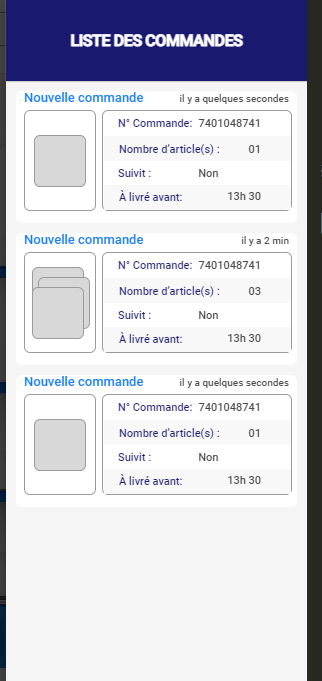 LISTE DES COMMANDES
Nouvelle commande il y a quelques secondes
N° Commande: 7401048741
Nombre d'article(s) : 01
Suivit : Non
À livré avant: 13h 30
Nouvelle commande il y a 2 min
N° Commande: 7401048741
Nombre d'article(s) : 03
Suivit : Non
À livré avant: 13h 30
Nouvelle commande il y a quelques secondes
N° Commande: 7401048741
Nombre d'article(s) : 01
Suivit : Non
À livré avant: 13h 30